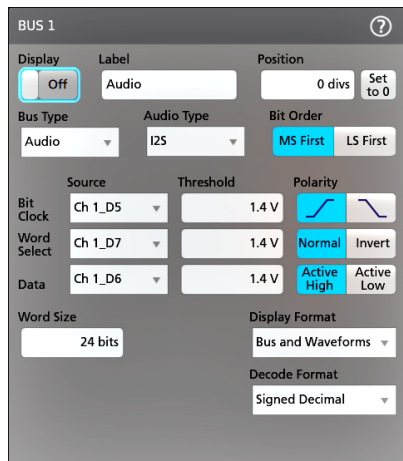 BUS 1 ?
Display Label Position
Off Audio 0 divs Set to 0
Bus Type Audio Type Bit Order
Audio I2S MS First LS First
Source Threshold Polarity
Bit Clock Ch 1_D5 1.4 V
Word Select Ch 1_D7 1.4 V Normal Invert
Data Ch 1_D6 1.4 V Active High Active Low
Word Size Display Format
24 bits Bus and Waveforms
Decode Format
Signed Decimal